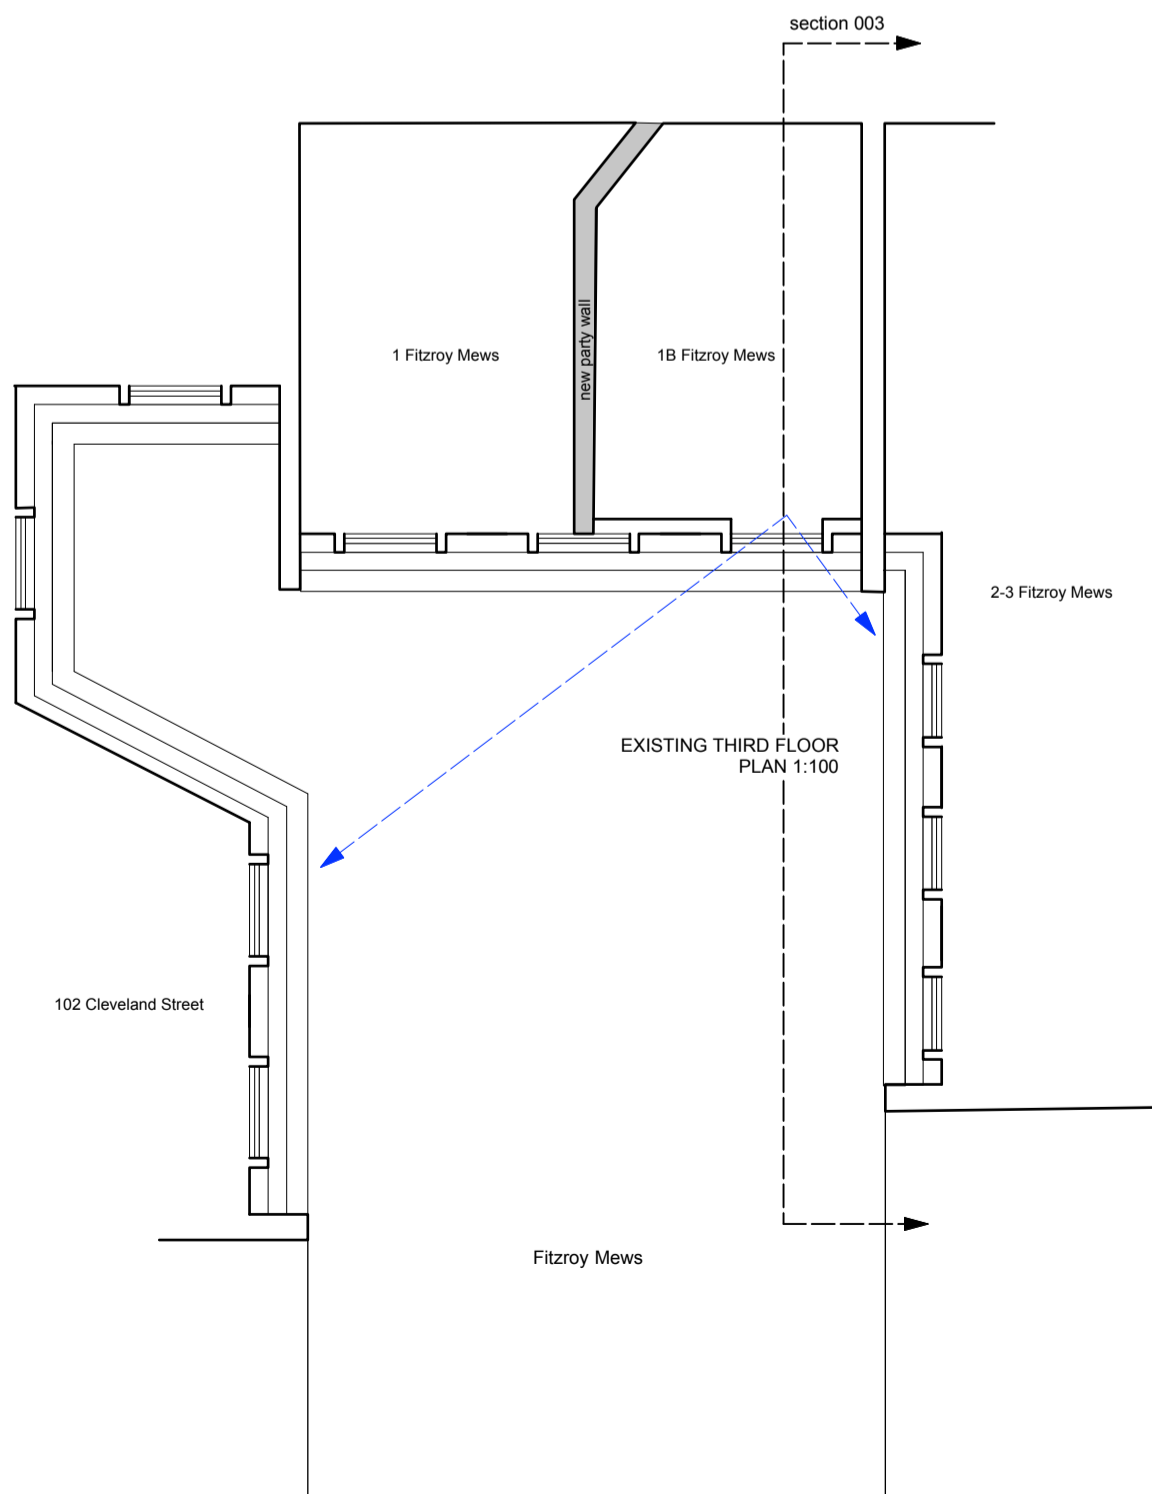 section 003
1 Fitzroy Mews
new party wall
1B Fitzroy Mews
2-3 Fitzroy Mews
EXISTING THIRD FLOOR
PLAN 1:100
102 Cleveland Street
Fitzroy Mews